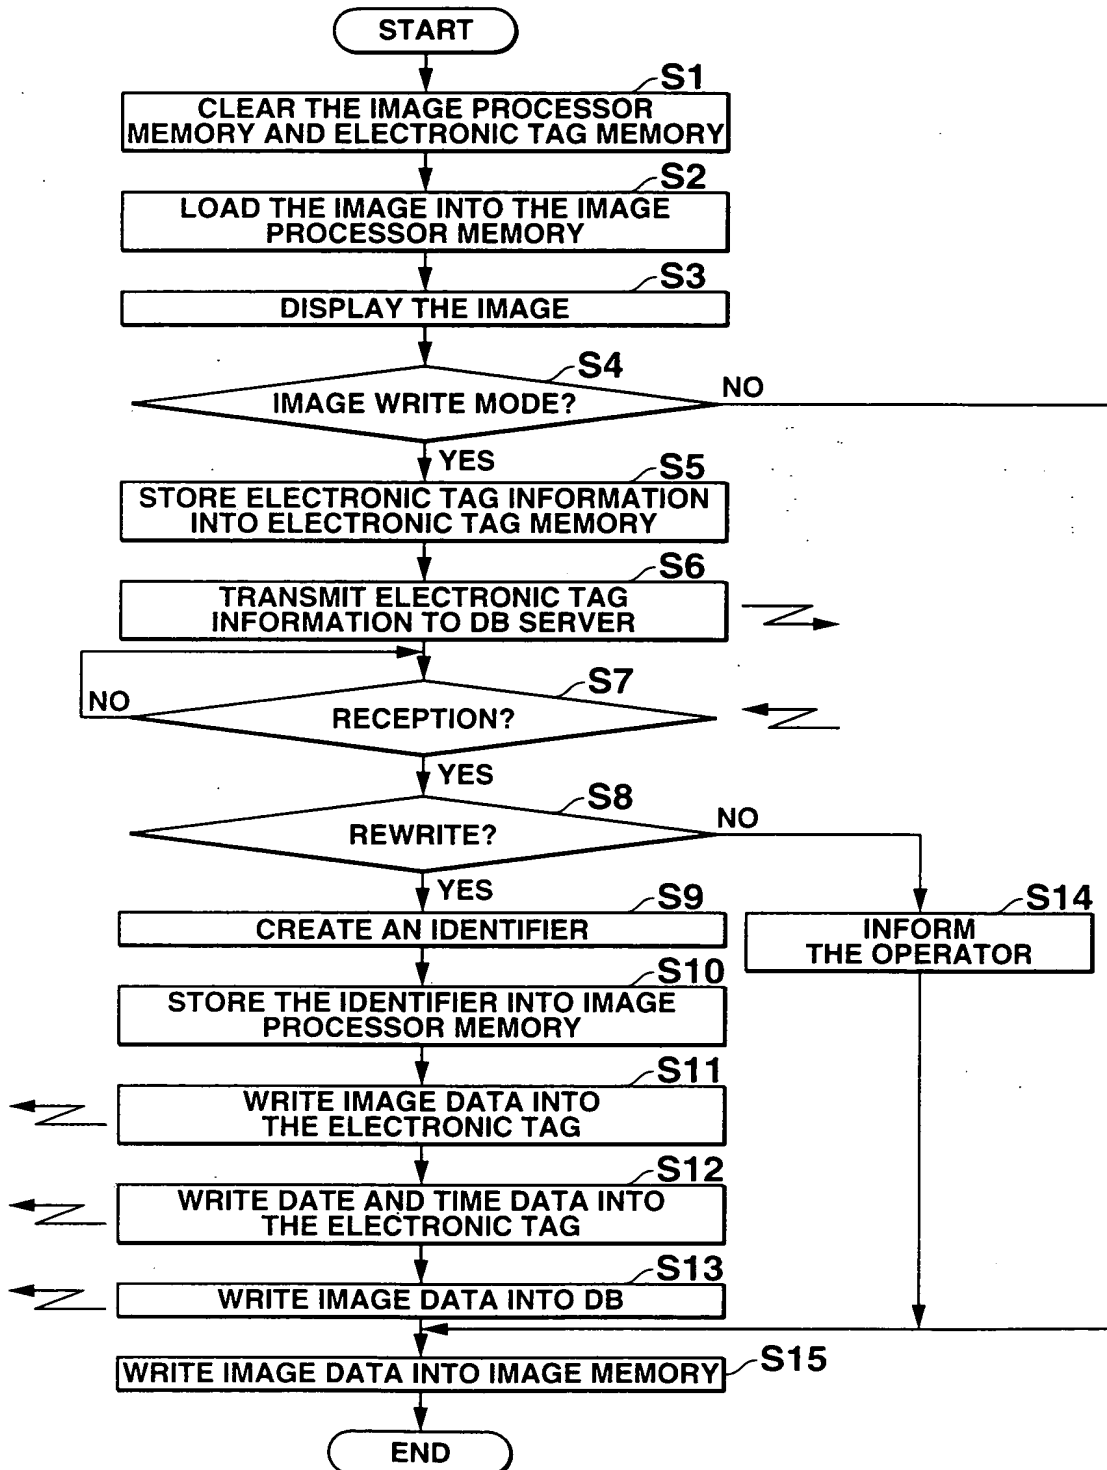 START
S1
CLEAR THE IMAGE PROCESSOR
MEMORY AND ELECTRONIC TAG MEMORY
S2
LOAD THE IMAGE INTO THE IMAGE
PROCESSOR MEMORY
S3
DISPLAY THE IMAGE
S4
IMAGE WRITE MODE?
NO
YES
S5
STORE ELECTRONIC TAG INFORMATION
INTO ELECTRONIC TAG MEMORY
S6
TRANSMIT ELECTRONIC TAG
INFORMATION TO DB SERVER
S7
NO
RECEPTION?
YES
S8
REWRITE?
NO
YES
S9
CREATE AN IDENTIFIER
S14
INFORM
THE OPERATOR
S10
STORE THE IDENTIFIER INTO IMAGE
PROCESSOR MEMORY
S11
WRITE IMAGE DATA INTO
THE ELECTRONIC TAG
S12
WRITE DATE AND TIME DATA INTO
THE ELECTRONIC TAG
S13
WRITE IMAGE DATA INTO DB
S15
WRITE IMAGE DATA INTO IMAGE MEMORY
END